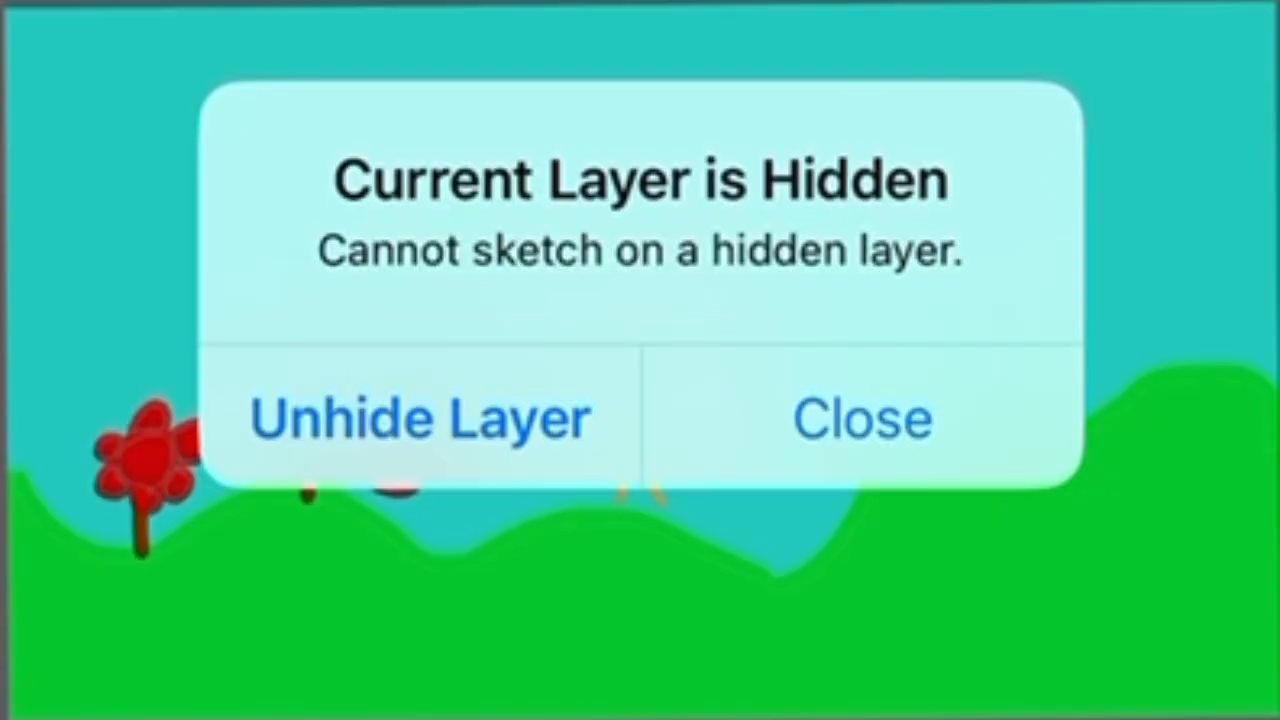 Current Layer is Hidden
Cannot sketch on a hidden layer.
Unhide Layer
Close